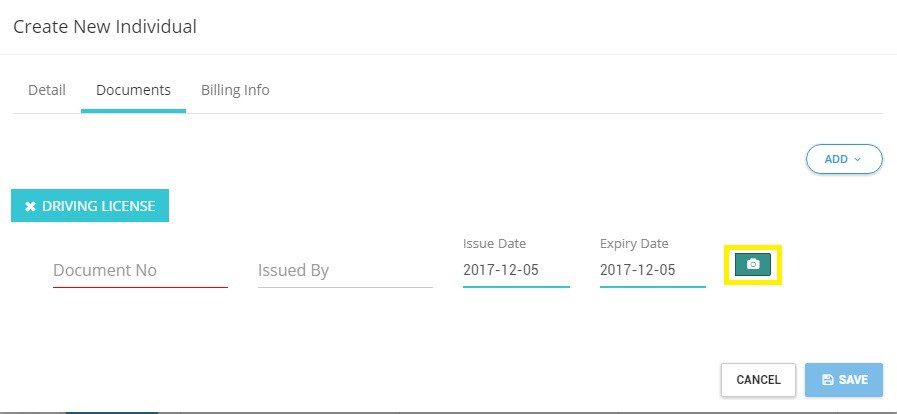 Create New Individual
Detail Documents Billing Info
ADD
DRIVING LICENSE
Document No Issued By Issue Date Expiry Date
2017-12-05 2017-12-05
CANCEL SAVE